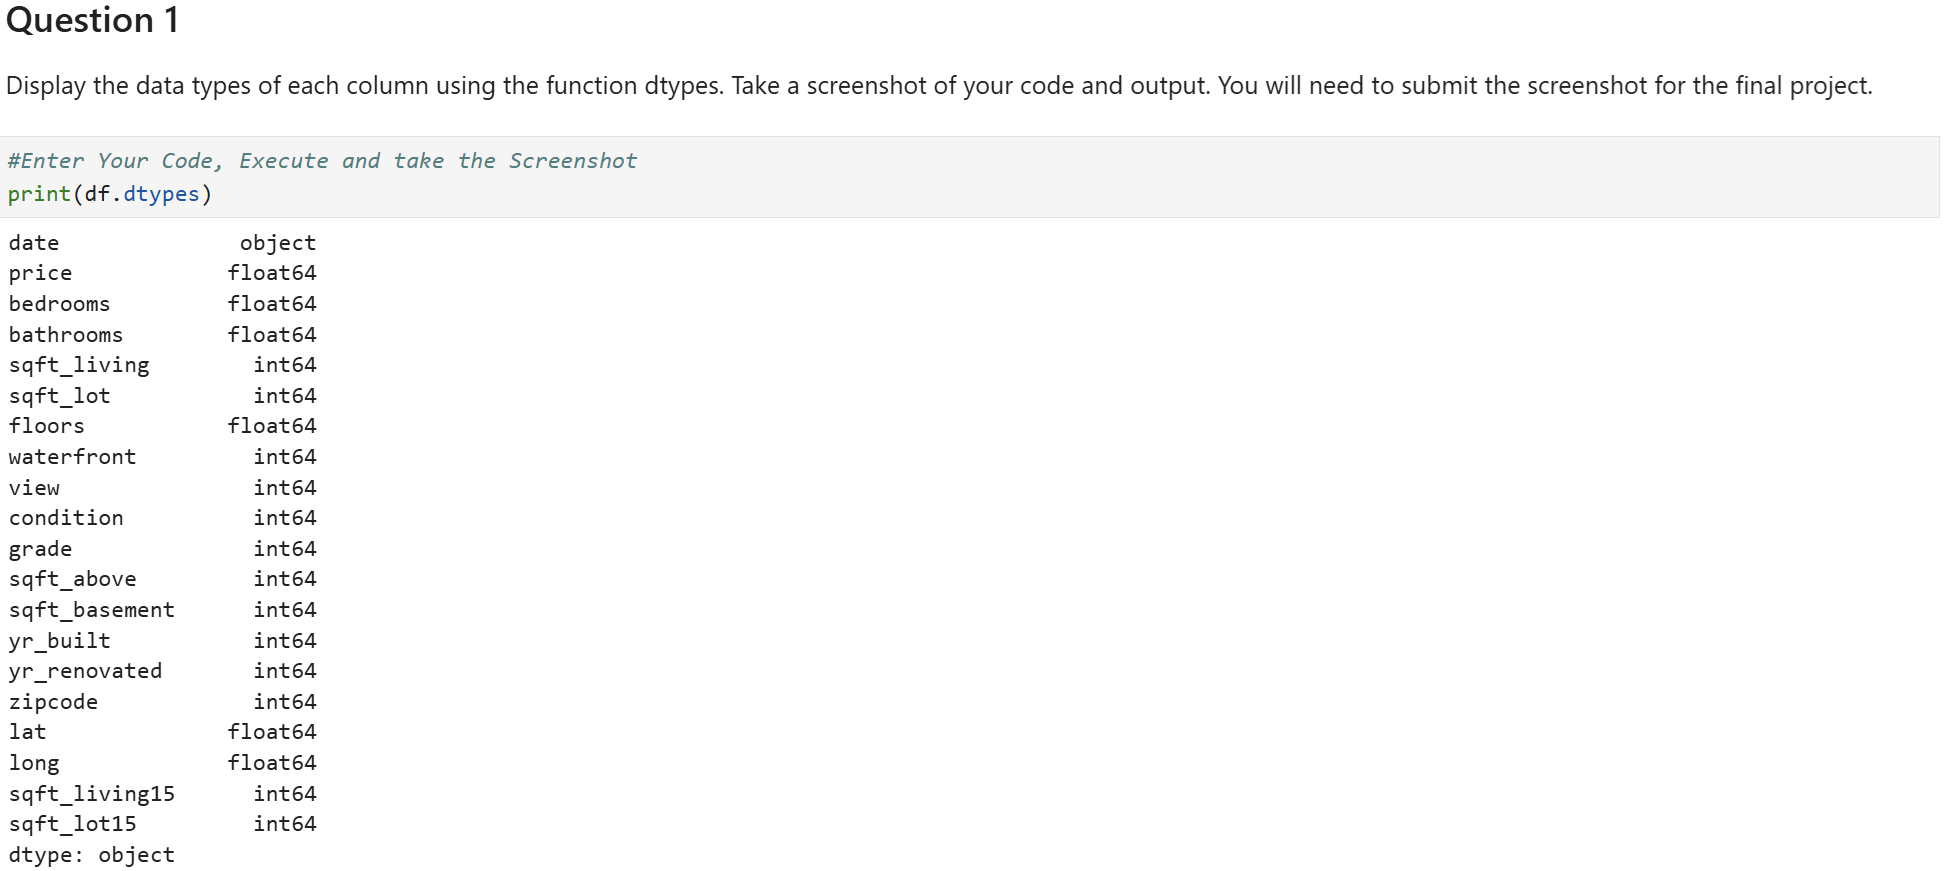 Question 1
Display the data types of each column using the function dtypes. Take a screenshot of your code and output. You will need to submit the screenshot for the final project.
#Enter Your Code, Execute and take the Screenshot
print(df.dtypes)
date              object
price            float64
bedrooms         float64
bathrooms        float64
sqft_living        int64
sqft_lot           int64
floors           float64
waterfront         int64
view               int64
condition          int64
grade              int64
sqft_above         int64
sqft_basement      int64
yr_built           int64
yr_renovated       int64
zipcode            int64
lat              float64
long             float64
sqft_living15      int64
sqft_lot15         int64
dtype: object